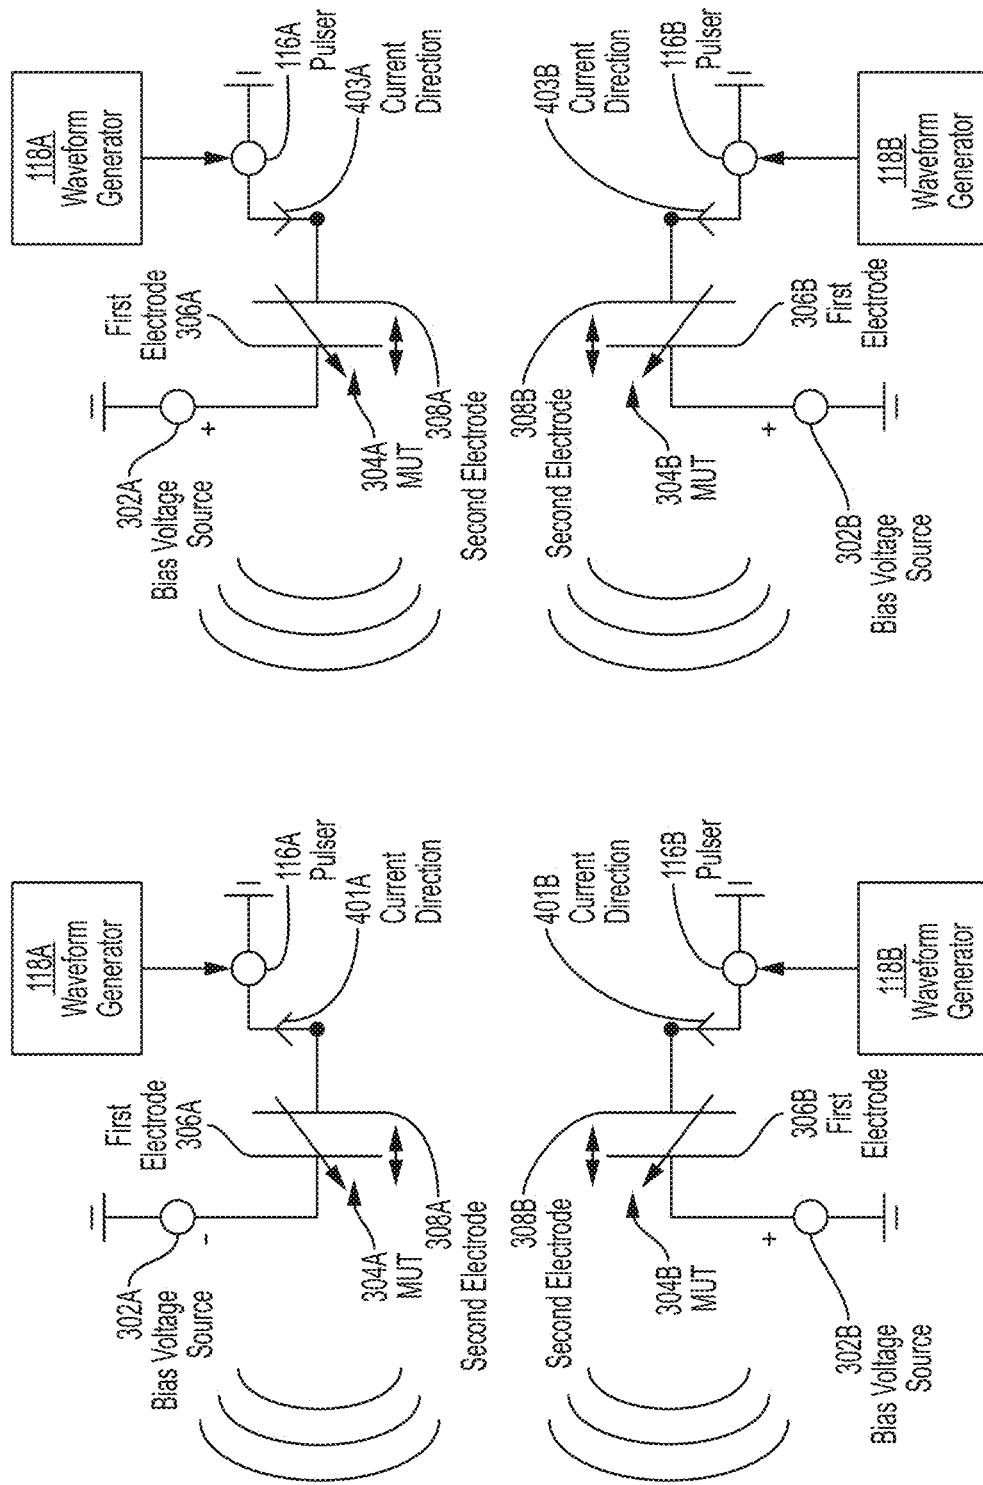 118A
Waveform
Generator
First
Electrode
306A
302A
Bias Voltage
Source
-
116A
Pulser
401A
Current
Direction
304A
MUT
308A
Second Electrode
308B
Second Electrode
304B
MUT
401B
Current
Direction
116B
Pulser
306B
First
Electrode
+
302B
Bias Voltage
Source
118B
Waveform
Generator
118A
Waveform
Generator
First
Electrode
306A
302A
Bias Voltage
Source
+
116A
Pulser
403A
Current
Direction
304A
MUT
308A
Second Electrode
308B
Second Electrode
304B
MUT
403B
Current
Direction
116B
Pulser
306B
First
Electrode
+
302B
Bias Voltage
Source
118B
Waveform
Generator